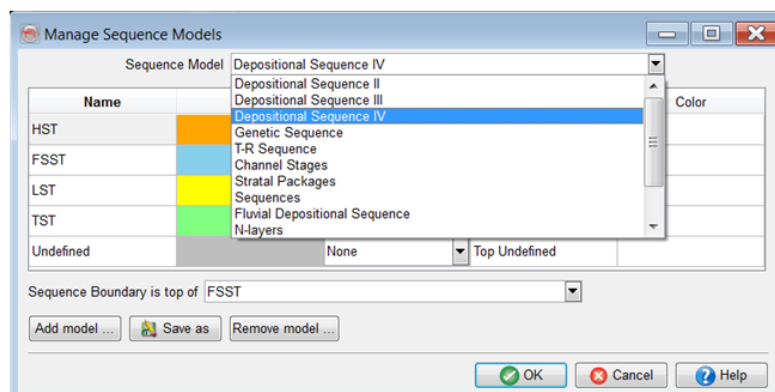 Manage Sequence Models
Sequence Model Depositional Sequence IV
Depositional Sequence II
Depositional Sequence III
Depositional Sequence IV
Genetic Sequence
T-R Sequence
Channel Stages
Stratal Packages
Sequences
Fluvial Depositional Sequence
N-layers
Name Color
HST
FSST
LST
TST
Undefined None Top Undefined
Sequence Boundary is top of FSST
Add model ... Save as Remove model ...
OK Cancel Help